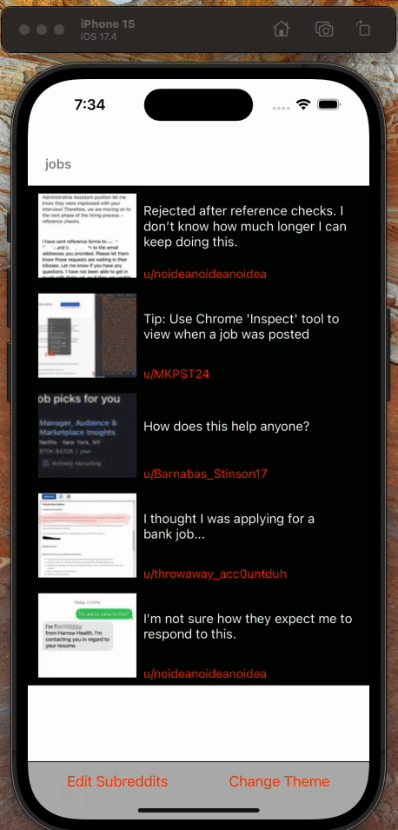 iPhone 15
iOS 17.4
7:34
jobs
Administrative Assistant position let me
know they were impressed with your
interview! Therefore, we are moving on to
the next phase of the hiring process –
reference checks.
I have sent reference forms to
to the email
addresses you provided. Please let them
know those requests are waiting in their
inboxes. Let me know if you have any
questions. I have not been able to get in
Rejected after reference checks. I
don't know how much longer I can
keep doing this.
u/noideanoideanoidea
Tip: Use Chrome 'Inspect' tool to
view when a job was posted
u/MKPST24
ob picks for you
Manager, Audience &
Marketplace Insights
Netflix · New York, NY
Actively recruiting
How does this help anyone?
u/Barnabas_Stinson17
I thought I was applying for a
bank job...
u/throwaway_acc0untduh
I'm
from Harrow Health. I'm
contacting you in regard to
your resume.
I'm not sure how they expect me to
respond to this.
u/noideanoideanoidea
Edit Subreddits
Change Theme